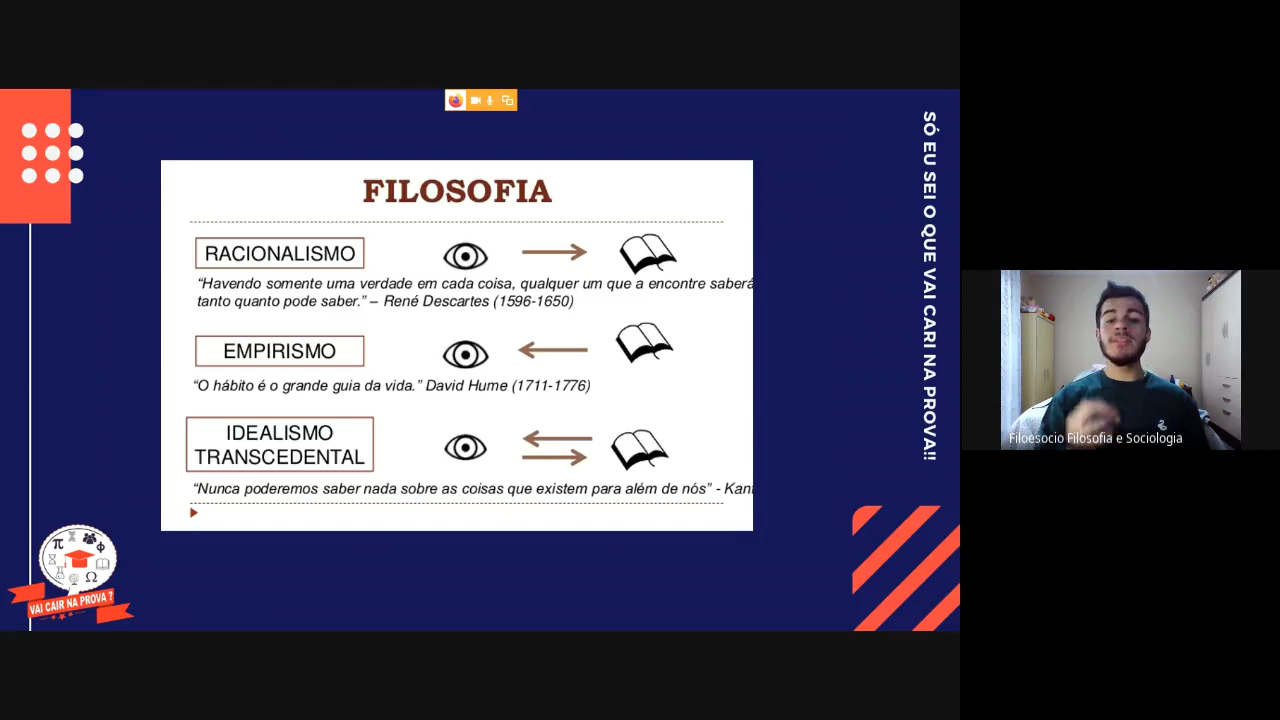 FILOSOFIA
RACIONALISMO
“Havendo somente uma verdade em cada coisa, qualquer um que a encontre saberá
tanto quanto pode saber.” – René Descartes (1596-1650)
EMPIRISMO
“O hábito é o grande guia da vida.” David Hume (1711-1776)
IDEALISMO
TRANSCEDENTAL
“Nunca poderemos saber nada sobre as coisas que existem para além de nós” - Kant
SÓ EU SEI O QUE VAI CARI NA PROVA!!
VAI CAIR NA PROVA ?
Filoesocio Filosofia e Sociologia